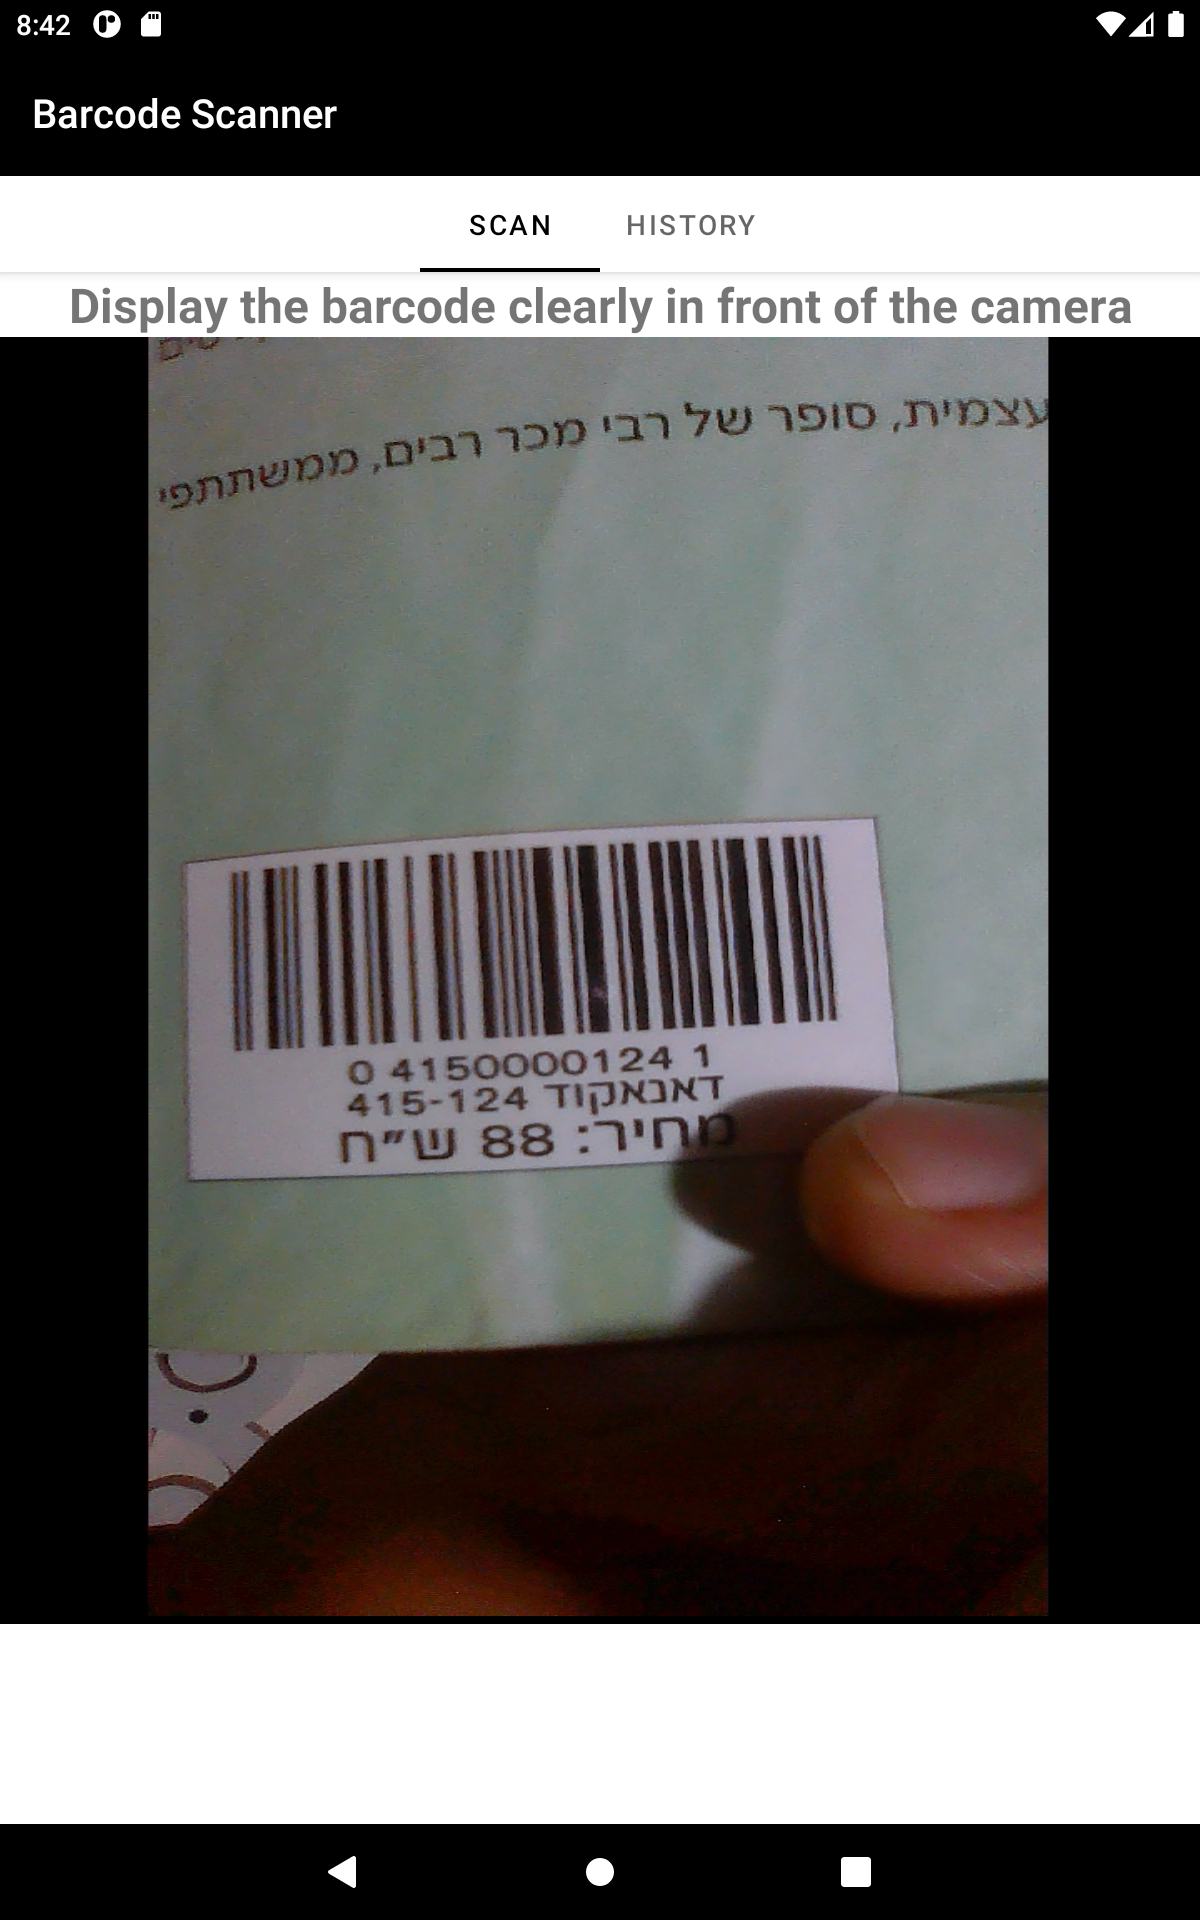 8:42
Barcode Scanner
SCAN HISTORY
Display the barcode clearly in front of the camera
עצמית, סופר של רבי מכר רבים, ממשתתפי
0 4150000124 1
דאנאקוד 415-124
מחיר: 88 ש״ח